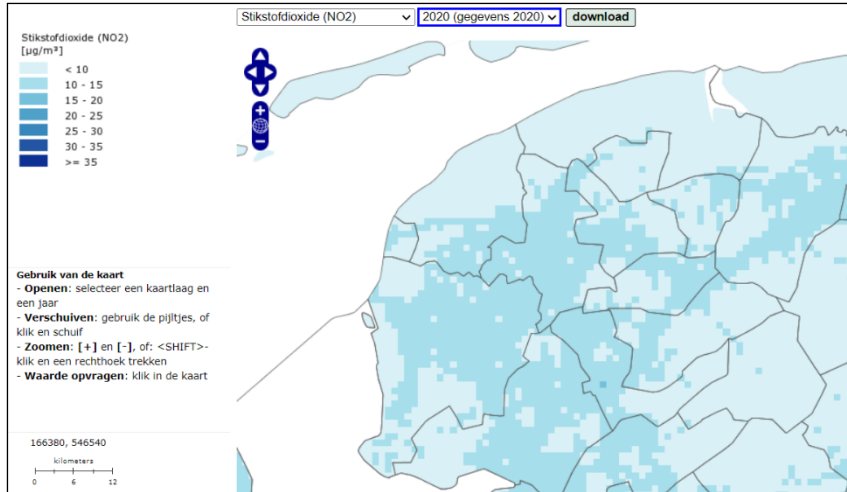 Stikstofdioxide (NO2)
2020 (gegevens 2020)
download
Stikstofdioxide (NO2)
[µg/m³]
< 10
10 - 15
15 - 20
20 - 25
25 - 30
30 - 35
>= 35
Gebruik van de kaart
- Openen: selecteer een kaartlaag en
een jaar
- Verschuiven: gebruik de pijltjes, of
klik en schuif
- Zoomen: [+] en [-], of: <SHIFT>-
klik en een rechthoek trekken
- Waarde opvragen: klik in de kaart
166380, 546540
kilometers
0 6 12